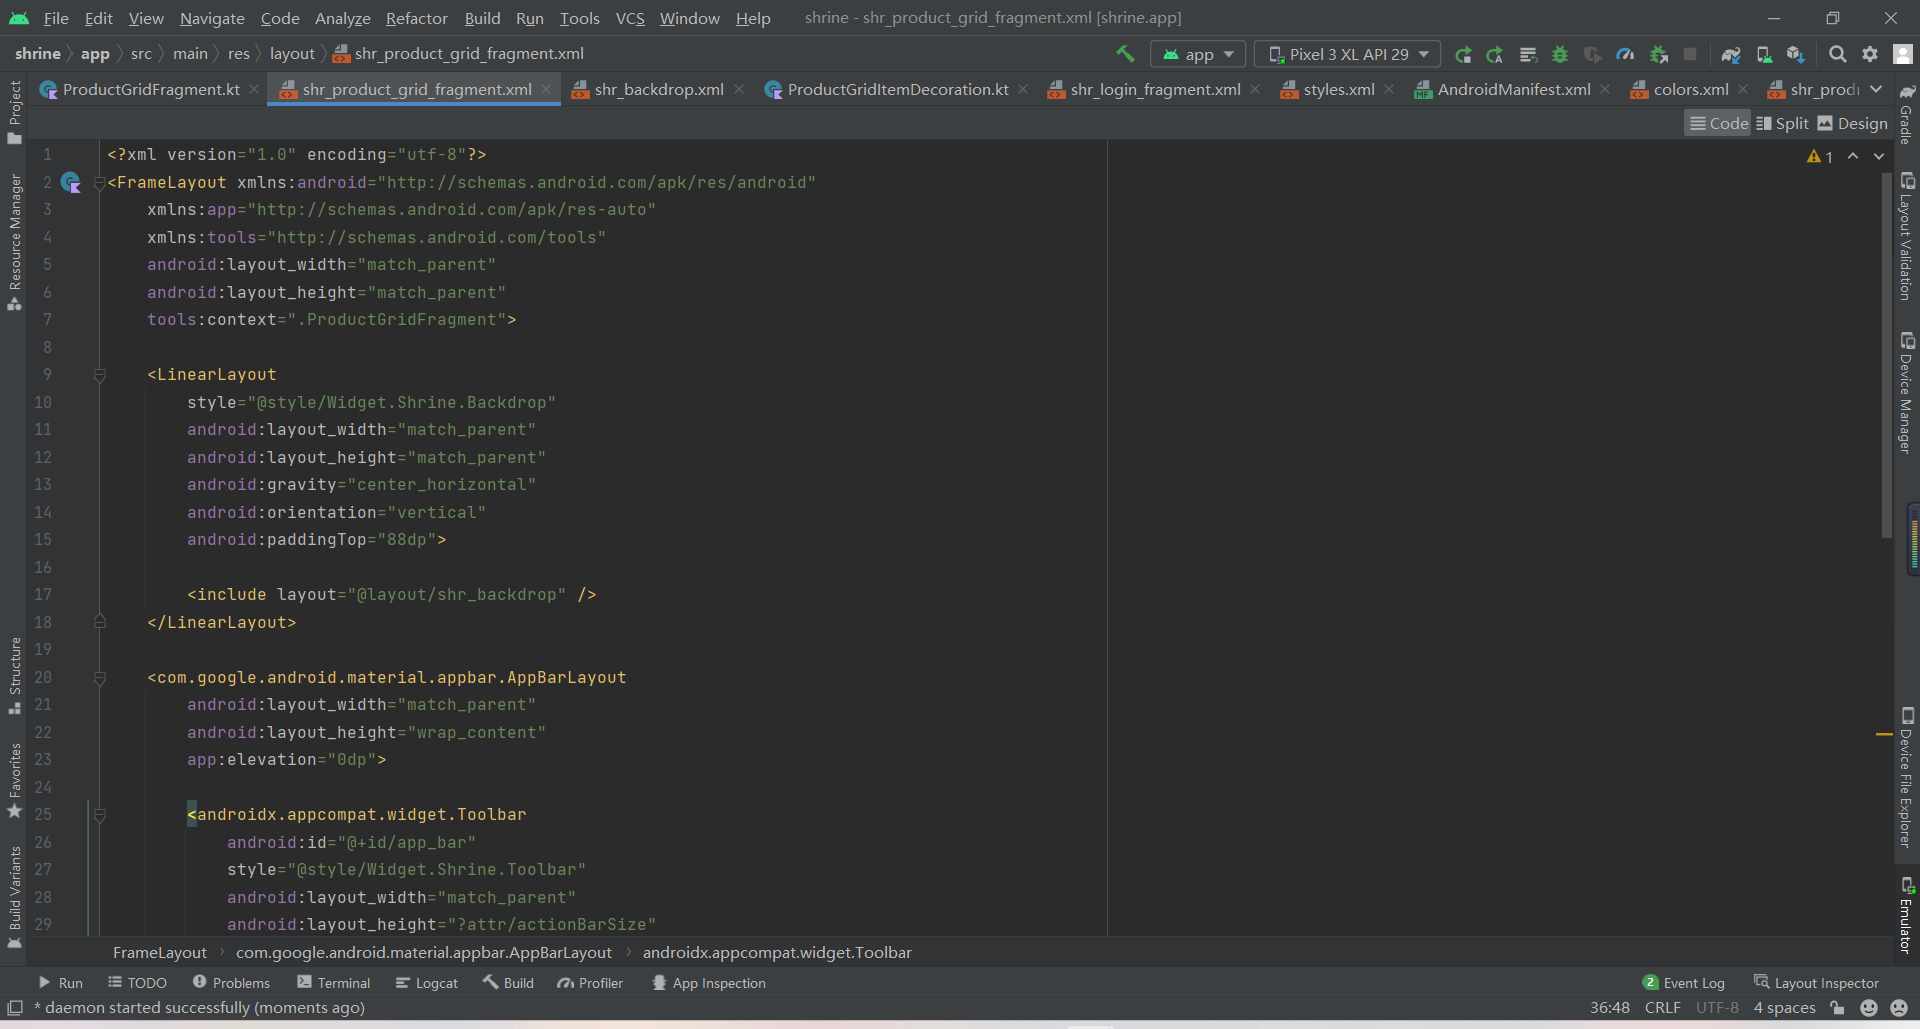 File Edit View Navigate Code Analyze Refactor Build Run Tools VCS Window Help shrine - shr_product_grid_fragment.xml [shrine.app]
shrine app src main res layout shr_product_grid_fragment.xml app Pixel 3 XL API 29
ProductGridFragment.kt shr_product_grid_fragment.xml shr_backdrop.xml ProductGridItemDecoration.kt shr_login_fragment.xml styles.xml AndroidManifest.xml colors.xml shr_prod
Code Split Design
1 <?xml version="1.0" encoding="utf-8"?>
1
2 <FrameLayout xmlns:android="http://schemas.android.com/apk/res/android"
3 xmlns:app="http://schemas.android.com/apk/res-auto"
4 xmlns:tools="http://schemas.android.com/tools"
5 android:layout_width="match_parent"
6 android:layout_height="match_parent"
7 tools:context=".ProductGridFragment">
8
9 <LinearLayout
10 style="@style/Widget.Shrine.Backdrop"
11 android:layout_width="match_parent"
12 android:layout_height="match_parent"
13 android:gravity="center_horizontal"
14 android:orientation="vertical"
15 android:paddingTop="88dp">
16
17 <include layout="@layout/shr_backdrop" />
18 </LinearLayout>
19
20 <com.google.android.material.appbar.AppBarLayout
21 android:layout_width="match_parent"
22 android:layout_height="wrap_content"
23 app:elevation="0dp">
24
25 <androidx.appcompat.widget.Toolbar
26 android:id="@+id/app_bar"
27 style="@style/Widget.Shrine.Toolbar"
28 android:layout_width="match_parent"
29 android:layout_height="?attr/actionBarSize"
FrameLayout com.google.android.material.appbar.AppBarLayout androidx.appcompat.widget.Toolbar
Run TODO Problems Terminal Logcat Build Profiler App Inspection 2 Event Log Layout Inspector
* daemon started successfully (moments ago) 36:48 CRLF UTF-8 4 spaces
Project
Resource Manager
Structure
Favorites
Build Variants
Gradle
Layout Validation
Device Manager
Device File Explorer
Emulator